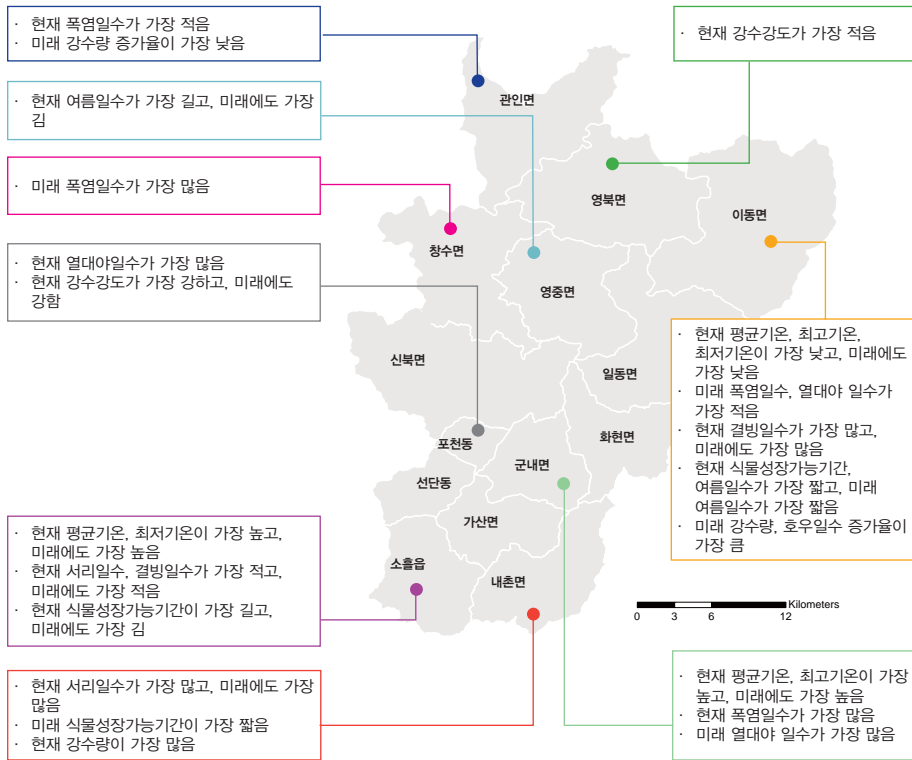 · 현재 폭염일수가 가장 적음
· 미래 강수량 증가율이 가장 낮음
· 현재 강수강도가 가장 적음
· 현재 여름일수가 가장 길고, 미래에도 가장
김
· 미래 폭염일수가 가장 많음
· 현재 열대야일수가 가장 많음
· 현재 강수강도가 가장 강하고, 미래에도
강함
관인면
영북면
이동면
창수면
영중면
신북면
일동면
화현면
포천동
군내면
선단동
가산면
소흘읍
내촌면
· 현재 평균기온, 최고기온,
최저기온이 가장 낮고, 미래에도
가장 낮음
· 미래 폭염일수, 열대야 일수가
가장 적음
· 현재 결빙일수가 가장 많고,
미래에도 가장 많음
· 현재 식물성장가능기간,
여름일수가 가장 짧고, 미래
여름일수가 가장 짧음
· 미래 강수량, 호우일수 증가율이
가장 큼
· 현재 평균기온, 최저기온이 가장 높고,
미래에도 가장 높음
· 현재 서리일수, 결빙일수가 가장 적고,
미래에도 가장 적음
· 현재 식물성장가능기간이 가장 길고,
미래에도 가장 김
Kilometers
0 3 6 12
· 현재 서리일수가 가장 많고, 미래에도 가장
많음
· 미래 식물성장가능기간이 가장 짧음
· 현재 강수량이 가장 많음
· 현재 평균기온, 최고기온이 가장
높고, 미래에도 가장 높음
· 현재 폭염일수가 가장 많음
· 미래 열대야 일수가 가장 많음